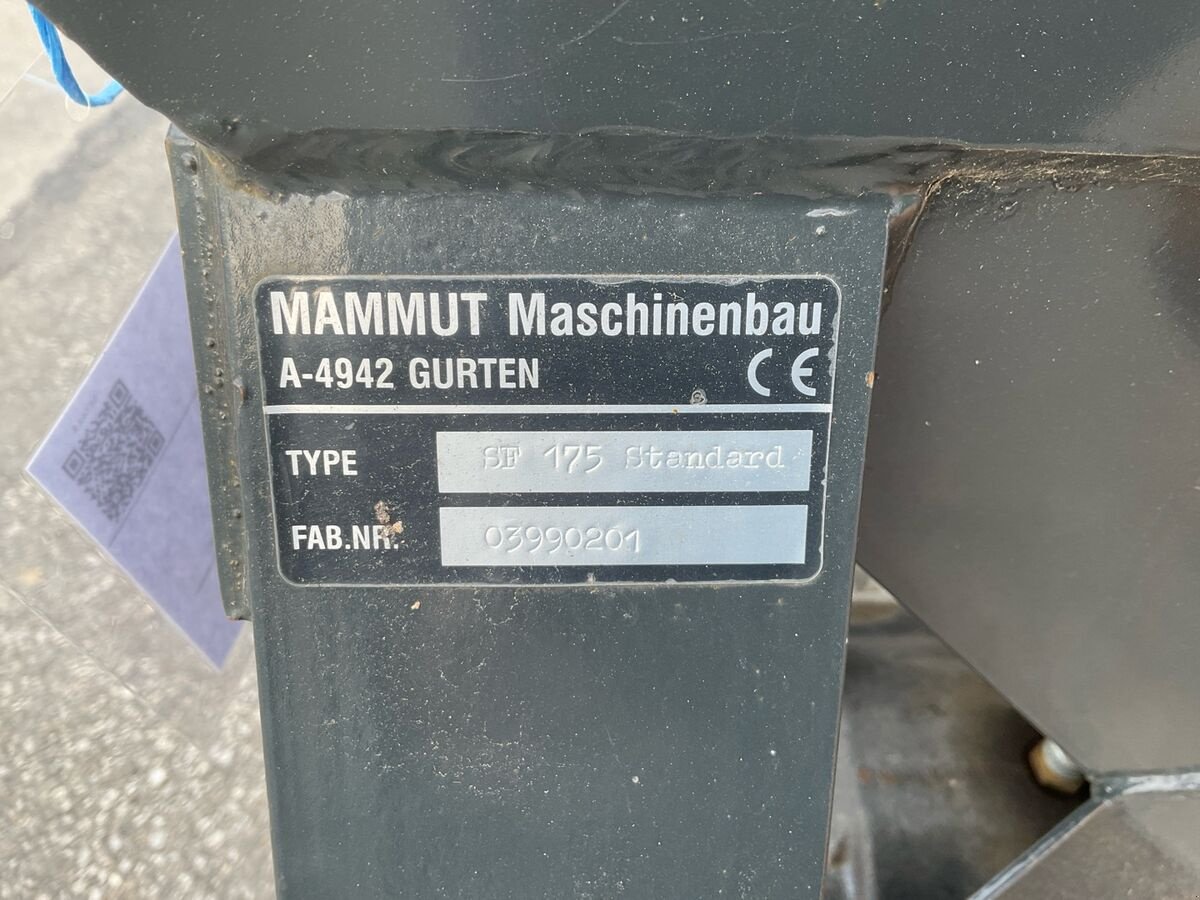 MAMMUT Maschinenbau
A-4942 GURTEN CE
TYPE SF 175 Standard
FAB.NR. 03990201